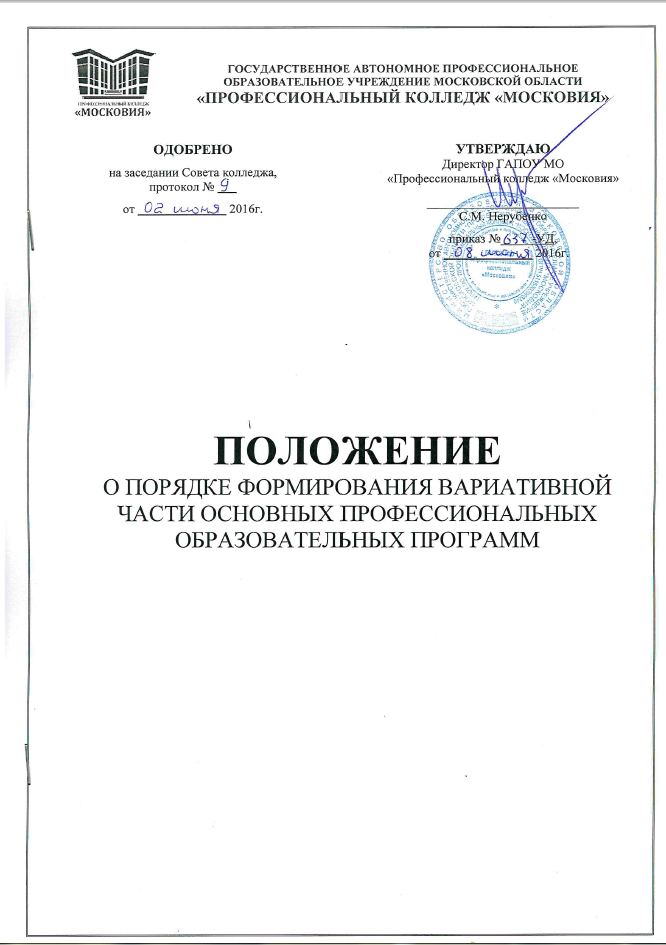 ПРОФЕССИОНАЛЬНЫЙ КОЛЛЕДЖ
«МОСКОВИЯ»
ГОСУДАРСТВЕННОЕ АВТОНОМНОЕ ПРОФЕССИОНАЛЬНОЕ
ОБРАЗОВАТЕЛЬНОЕ УЧРЕЖДЕНИЕ МОСКОВСКОЙ ОБЛАСТИ
«ПРОФЕССИОНАЛЬНЫЙ КОЛЛЕДЖ «МОСКОВИЯ»
ОДОБРЕНО
на заседании Совета колледжа,
протокол № 9
от 02 июня 2016г.
УТВЕРЖДАЮ
Директор ГАПОУ МО
«Профессиональный колледж «Московия»
С.М. Нерубенко
приказ № 637 -УД,
от 08 июня 2016г.
колледж
«Московия»
ПОЛОЖЕНИЕ
О ПОРЯДКЕ ФОРМИРОВАНИЯ ВАРИАТИВНОЙ
ЧАСТИ ОСНОВНЫХ ПРОФЕССИОНАЛЬНЫХ
ОБРАЗОВАТЕЛЬНЫХ ПРОГРАММ